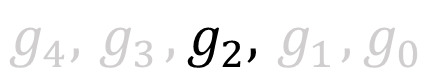 g₄, g₃, g₂, g₁, g₀